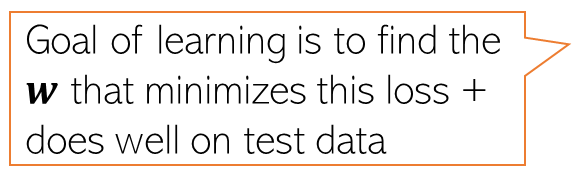 Goal of learning is to find the
w that minimizes this loss +
does well on test data